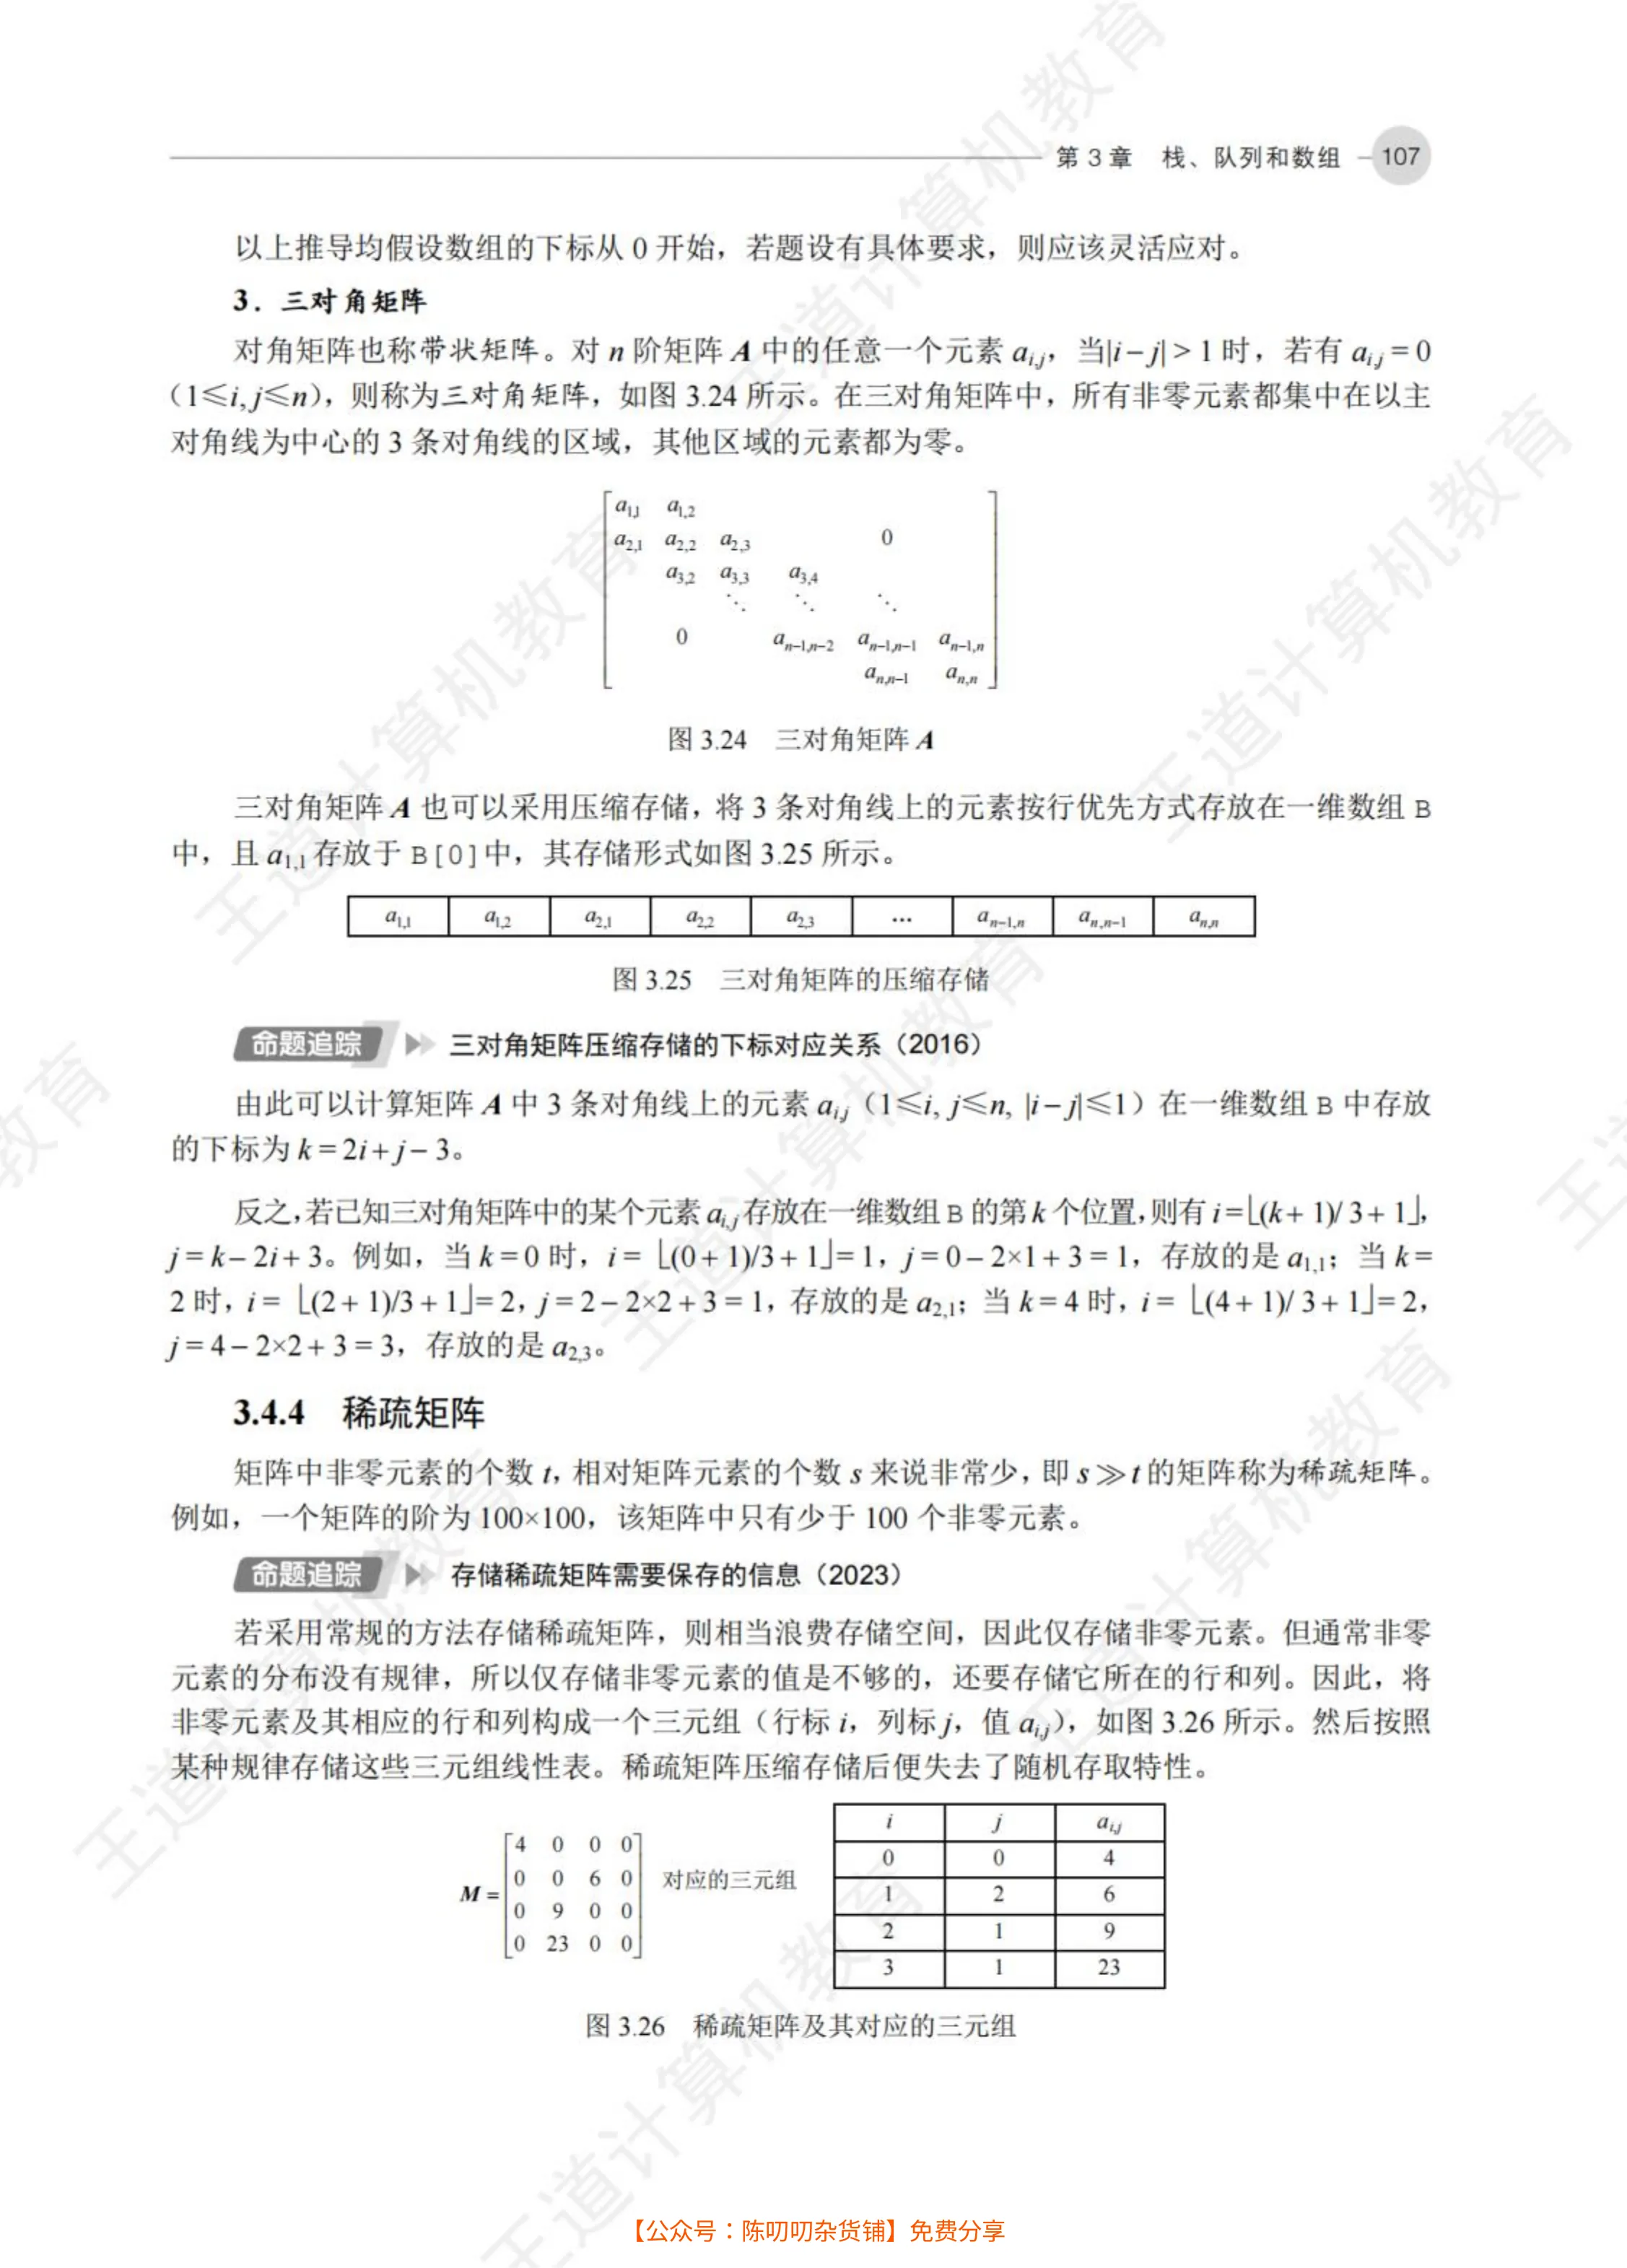 第 3 章 栈、队列和数组 107
以上推导均假设数组的下标从 0 开始，若题设有具体要求，则应该灵活应对。
3．三对角矩阵
对角矩阵也称带状矩阵。对 n 阶矩阵 A 中的任意一个元素 a_{i,j}，当|i−j| > 1 时，若有 a_{i,j} = 0
（1≤i, j≤n），则称为三对角矩阵，如图 3.24 所示。在三对角矩阵中，所有非零元素都集中在以主
对角线为中心的 3 条对角线的区域，其他区域的元素都为零。
a_{1,1} a_{1,2}
a_{2,1} a_{2,2} a_{2,3} 0
a_{3,2} a_{3,3} a_{3,4}
⋱ ⋱ ⋱
0 a_{n−1,n−2} a_{n−1,n−1} a_{n−1,n}
a_{n,n−1} a_{n,n}
图 3.24 三对角矩阵 A
三对角矩阵 A 也可以采用压缩存储，将 3 条对角线上的元素按行优先方式存放在一维数组 B
中，且 a_{1,1} 存放于 B[0]中，其存储形式如图 3.25 所示。
a_{1,1} a_{1,2} a_{2,1} a_{2,2} a_{2,3} … a_{n−1,n} a_{n,n−1} a_{n,n}
图 3.25 三对角矩阵的压缩存储
命题追踪 三对角矩阵压缩存储的下标对应关系（2016）
由此可以计算矩阵 A 中 3 条对角线上的元素 a_{i,j}（1≤i, j≤n, |i−j|≤1）在一维数组 B 中存放
的下标为 k = 2i + j − 3。
反之，若已知三对角矩阵中的某个元素 a_{i,j} 存放在一维数组 B 的第 k 个位置，则有 i = ⌊(k + 1)/ 3 + 1⌋，
j = k − 2i + 3。例如，当 k = 0 时，i = ⌊(0 + 1)/3 + 1⌋ = 1，j = 0 − 2×1 + 3 = 1，存放的是 a_{1,1}；当 k =
2 时，i = ⌊(2 + 1)/3 + 1⌋ = 2，j = 2 − 2×2 + 3 = 1，存放的是 a_{2,1}；当 k = 4 时，i = ⌊(4 + 1)/ 3 + 1⌋ = 2，
j = 4 − 2×2 + 3 = 3，存放的是 a_{2,3}。
3.4.4 稀疏矩阵
矩阵中非零元素的个数 t，相对矩阵元素的个数 s 来说非常少，即 s ≫ t 的矩阵称为稀疏矩阵。
例如，一个矩阵的阶为 100×100，该矩阵中只有少于 100 个非零元素。
命题追踪 存储稀疏矩阵需要保存的信息（2023）
若采用常规的方法存储稀疏矩阵，则相当浪费存储空间，因此仅存储非零元素。但通常非零
元素的分布没有规律，所以仅存储非零元素的值是不够的，还要存储它所在的行和列。因此，将
非零元素及其相应的行和列构成一个三元组（行标 i，列标 j，值 a_{i,j}），如图 3.26 所示。然后按照
某种规律存储这些三元组线性表。稀疏矩阵压缩存储后便失去了随机存取特性。
M =
4 0 0 0
0 0 6 0
0 9 0 0
0 23 0 0
对应的三元组
i j a_{i,j}
0 0 4
1 2 6
2 1 9
3 1 23
图 3.26 稀疏矩阵及其对应的三元组
【公众号：陈叨叨杂货铺】免费分享
王道计算机教育